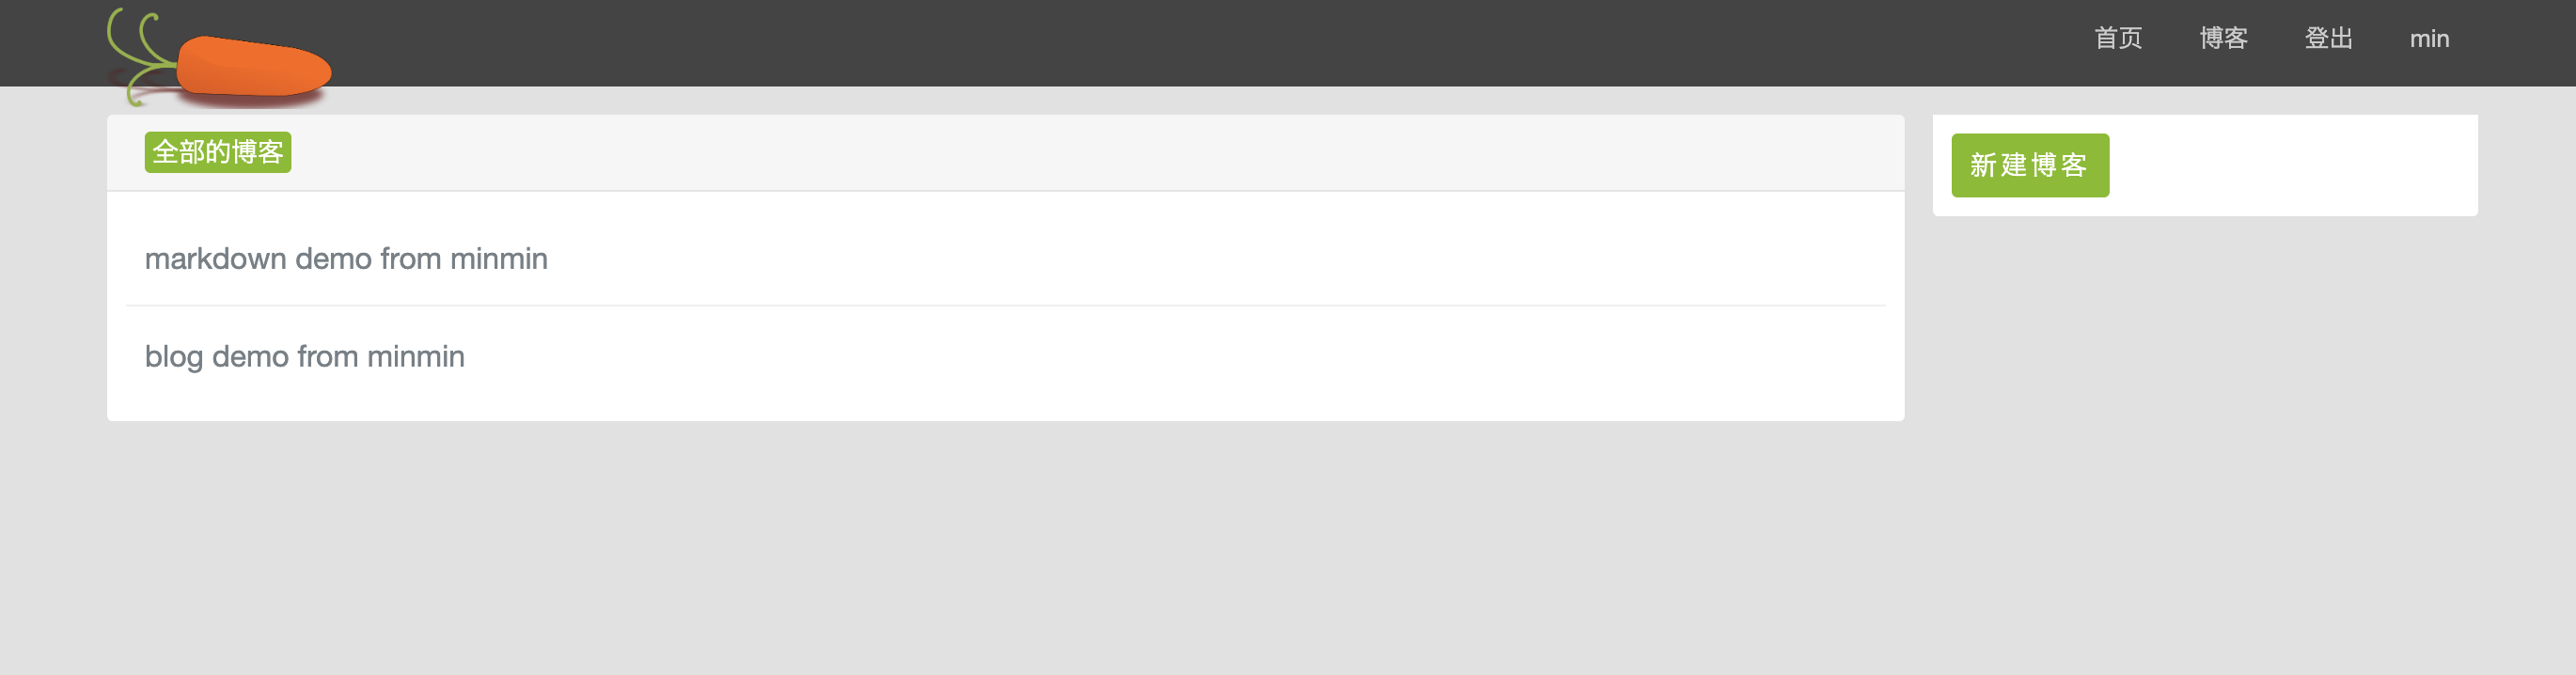 首页 博客 登出 min
全部的博客
新建博客
markdown demo from minmin
blog demo from minmin